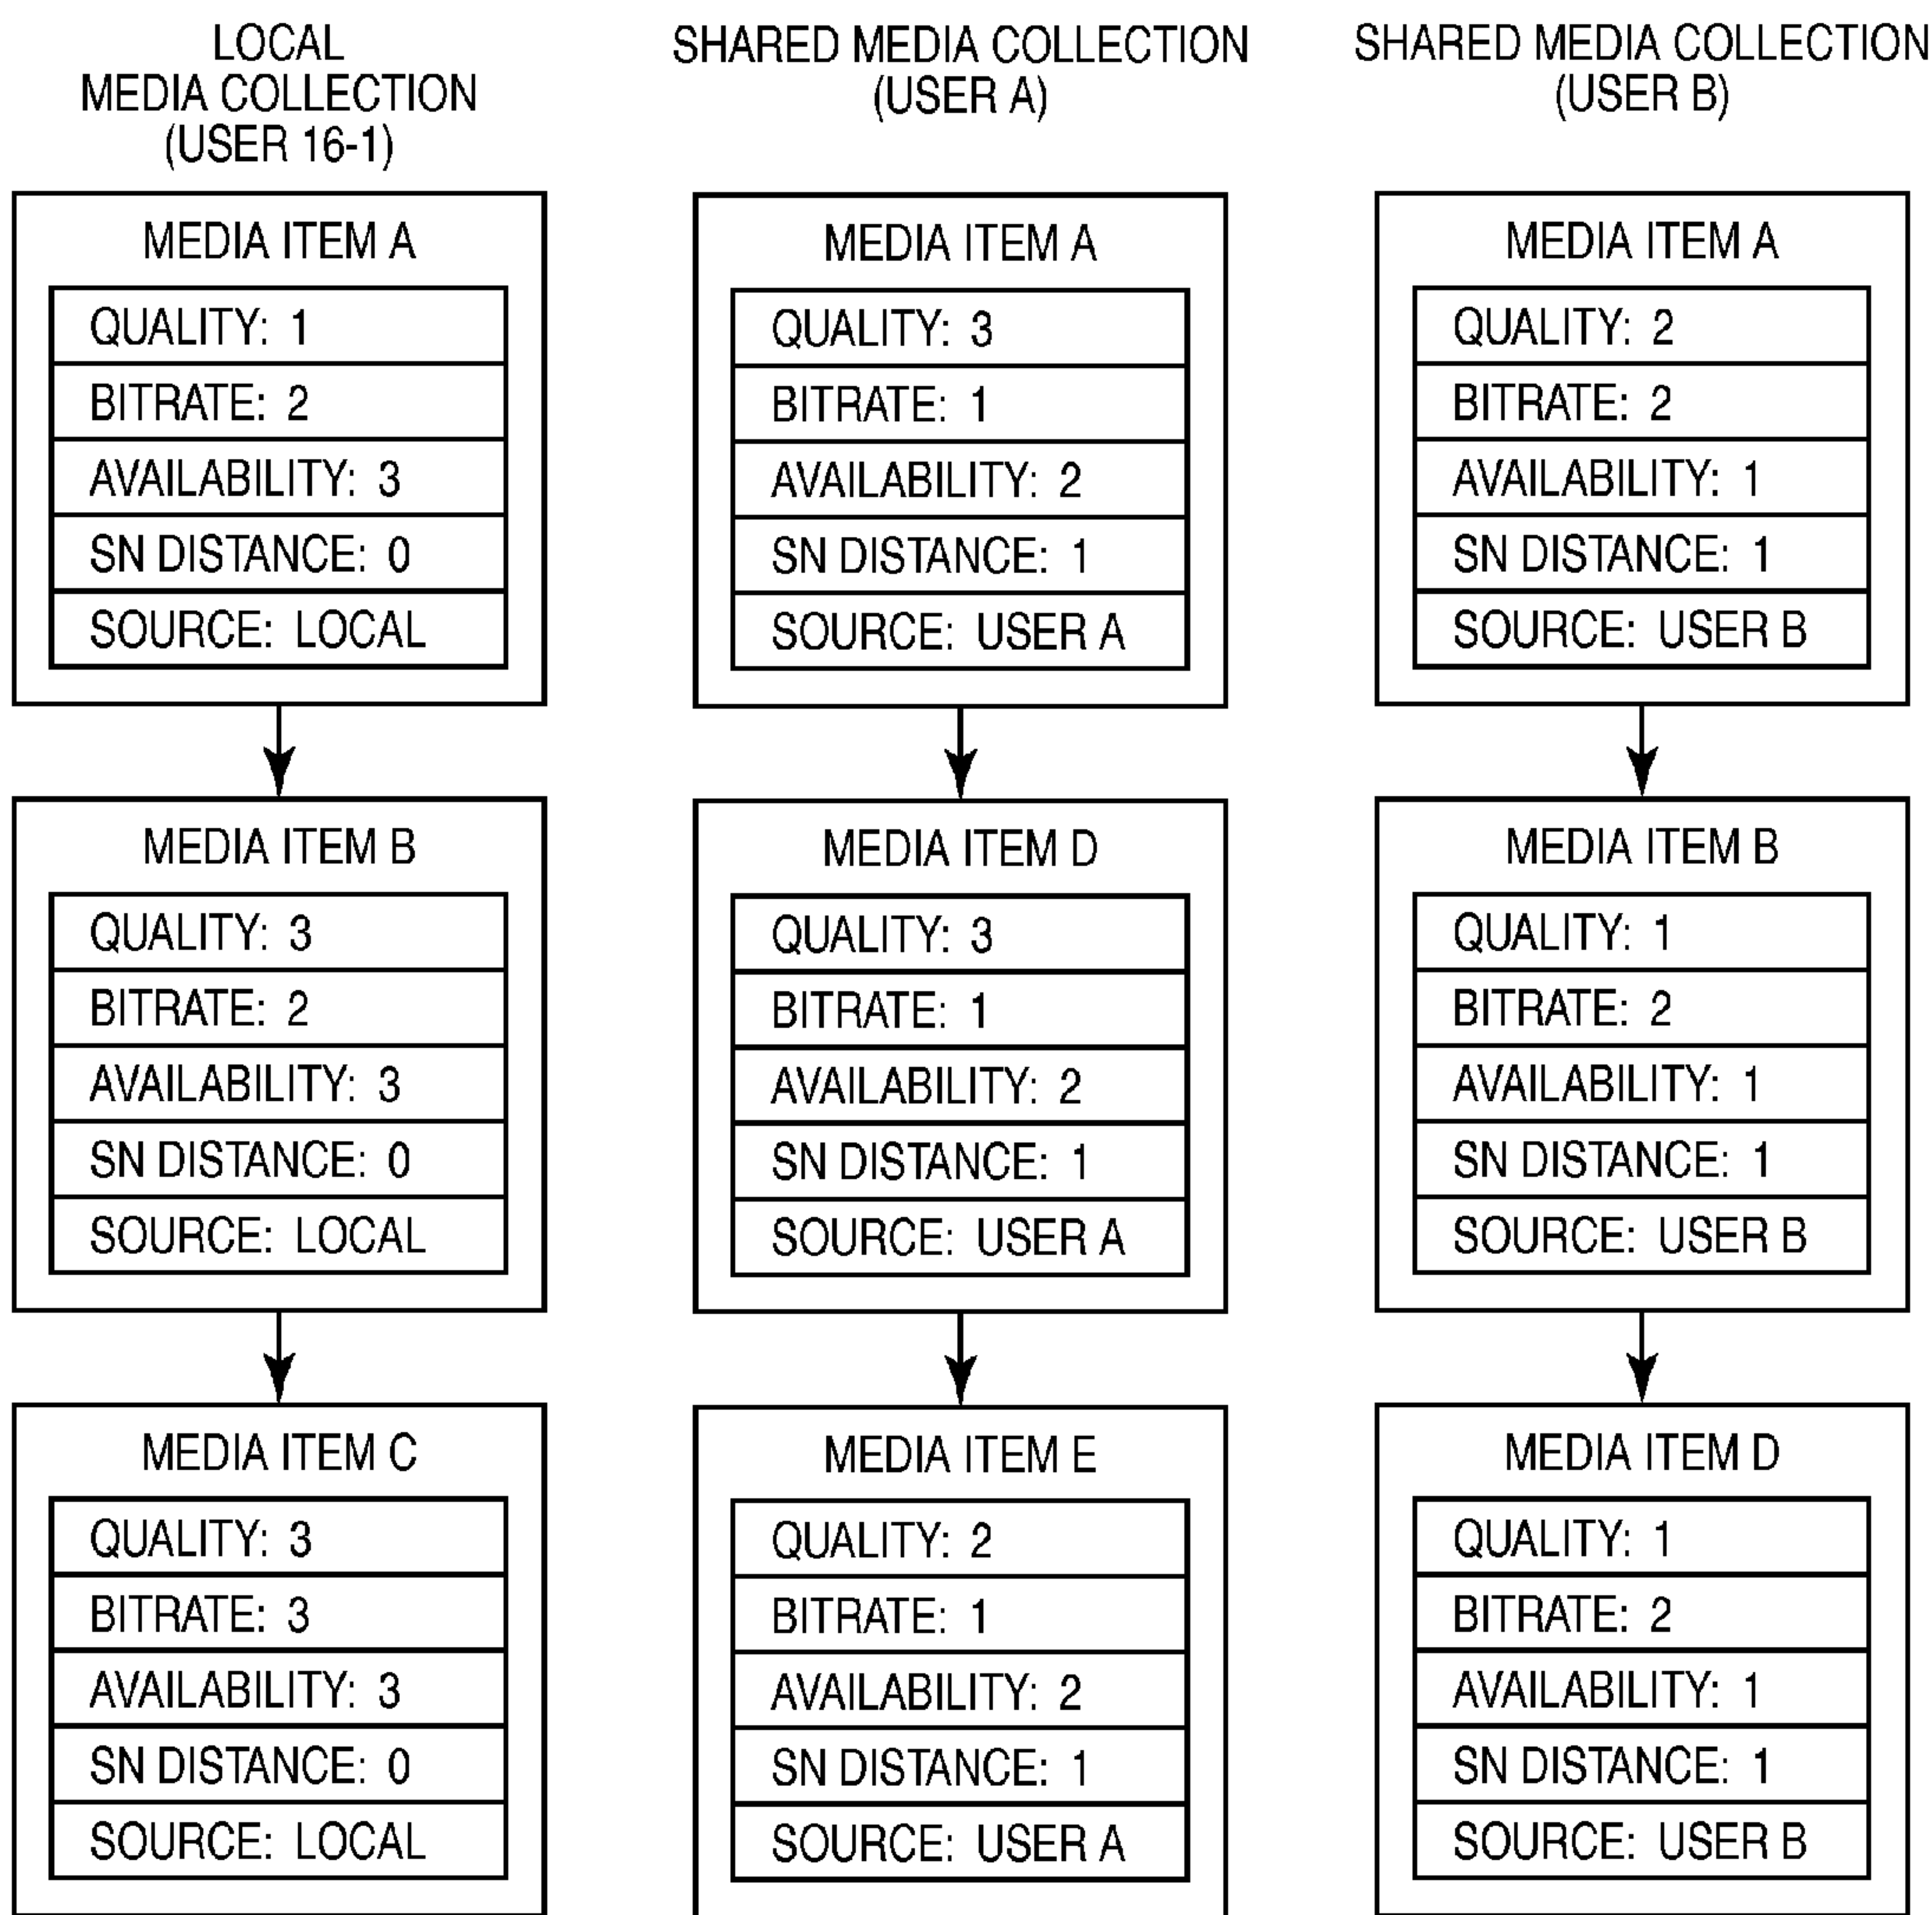 LOCAL
MEDIA COLLECTION
(USER 16-1)
MEDIA ITEM A
QUALITY: 1
BITRATE: 2
AVAILABILITY: 3
SN DISTANCE: 0
SOURCE: LOCAL
MEDIA ITEM B
QUALITY: 3
BITRATE: 2
AVAILABILITY: 3
SN DISTANCE: 0
SOURCE: LOCAL
MEDIA ITEM C
QUALITY: 3
BITRATE: 3
AVAILABILITY: 3
SN DISTANCE: 0
SOURCE: LOCAL
SHARED MEDIA COLLECTION
(USER A)
MEDIA ITEM A
QUALITY: 3
BITRATE: 1
AVAILABILITY: 2
SN DISTANCE: 1
SOURCE: USER A
MEDIA ITEM D
QUALITY: 3
BITRATE: 1
AVAILABILITY: 2
SN DISTANCE: 1
SOURCE: USER A
MEDIA ITEM E
QUALITY: 2
BITRATE: 1
AVAILABILITY: 2
SN DISTANCE: 1
SOURCE: USER A
SHARED MEDIA COLLECTION
(USER B)
MEDIA ITEM A
QUALITY: 2
BITRATE: 2
AVAILABILITY: 1
SN DISTANCE: 1
SOURCE: USER B
MEDIA ITEM B
QUALITY: 1
BITRATE: 2
AVAILABILITY: 1
SN DISTANCE: 1
SOURCE: USER B
MEDIA ITEM D
QUALITY: 1
BITRATE: 2
AVAILABILITY: 1
SN DISTANCE: 1
SOURCE: USER B